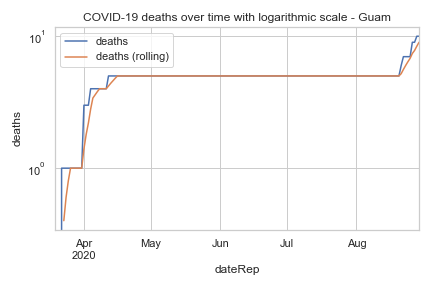 COVID-19 deaths over time with logarithmic scale - Guam
deaths
deaths (rolling)
10¹
10⁰
deaths
Apr
2020
May
Jun
Jul
Aug
dateRep